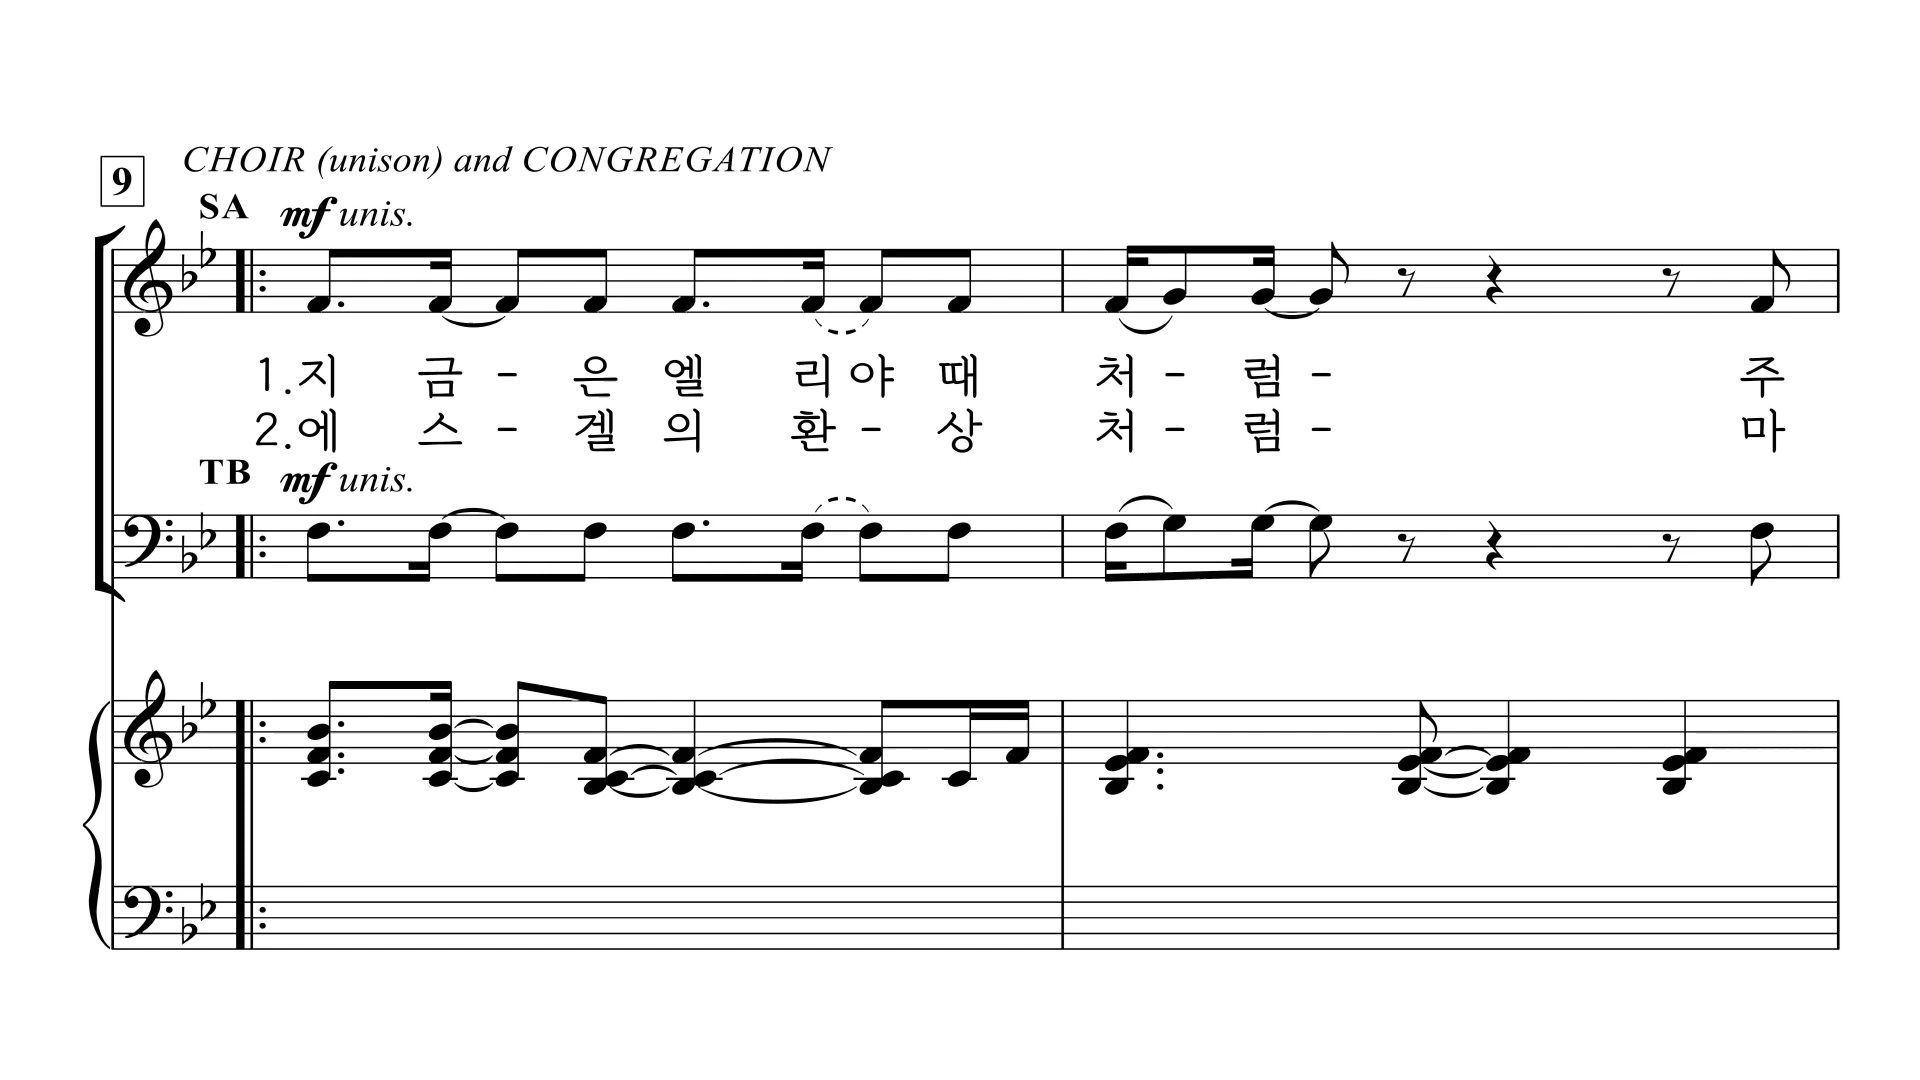 CHOIR (unison) and CONGREGATION
9
SA mf unis.
1.지 금 - 은 엘 리 야 때 처 - 럼 - 주
2.에 스 - 겔 의 환 - 상 처 - 럼 - 마
TB mf unis.